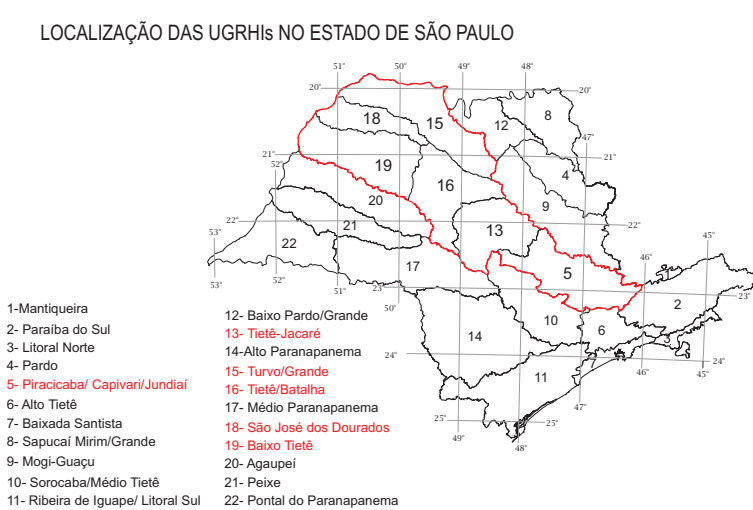 LOCALIZAÇÃO DAS UGRHIs NO ESTADO DE SÃO PAULO
51° 50° 49° 48°
20° 20°
18 15 12 8
47°
21° 21°
52°
19 16 4
20 9
22° 22°
53° 21 13 45°
22 46°
17 5 1
53° 52° 51° 23° 2 23°
50°
10 6
14 3
24° 7 24°
11 46° 45°
47°
25° 25°
49° 48°
1-Mantiqueira
2- Paraíba do Sul
3- Litoral Norte
4- Pardo
5- Piracicaba/ Capivari/Jundiaí
6- Alto Tietê
7- Baixada Santista
8- Sapucaí Mirim/Grande
9- Mogi-Guaçu
10- Sorocaba/Médio Tietê
11- Ribeira de Iguape/ Litoral Sul
12- Baixo Pardo/Grande
13- Tietê-Jacaré
14-Alto Paranapanema
15- Turvo/Grande
16- Tietê/Batalha
17- Médio Paranapanema
18- São José dos Dourados
19- Baixo Tietê
20- Agaupeí
21- Peixe
22- Pontal do Paranapanema